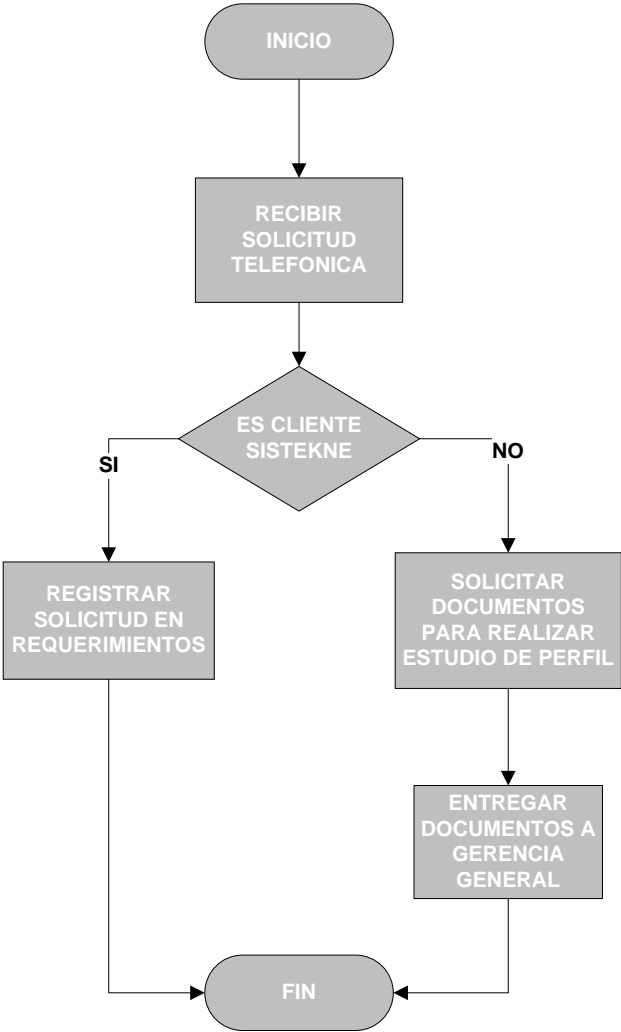 INICIO
RECIBIR
SOLICITUD
TELEFONICA
ES CLIENTE
SISTEKNE
SI
NO
REGISTRAR
SOLICITUD EN
REQUERIMIENTOS
SOLICITAR
DOCUMENTOS
PARA REALIZAR
ESTUDIO DE PERFIL
ENTREGAR
DOCUMENTOS A
GERENCIA
GENERAL
FIN